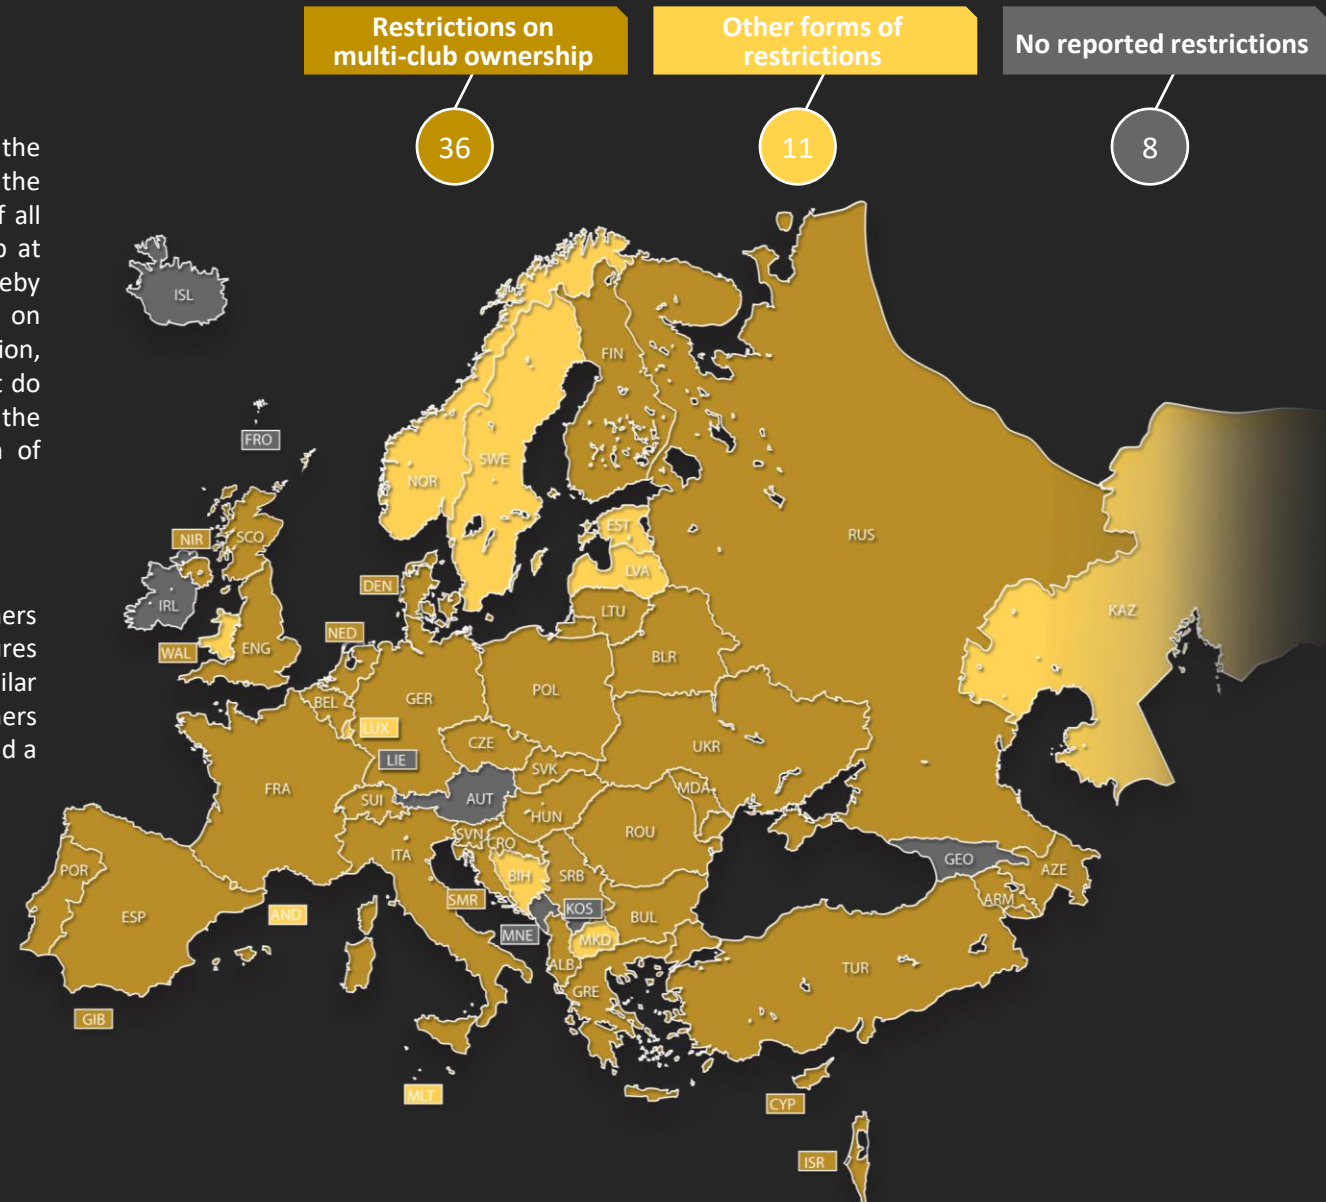 Restrictions on
multi-club ownership
Other forms of
restrictions
No reported restrictions
36
11
8
the
the
f all
o at
eby
on
ion,
t do
the
n of
ners
ures
ilar
ners
d a
ISL
FRO
FIN
NOR
SWE
RUS
NIR
SCO
EST
LVA
IRL
DEN
LTU
KAZ
WAL
ENG
NED
BLR
BEL
GER
POL
LUX
LIE
CZE
UKR
SVK
FRA
SUI
AUT
MDA
HUN
ROU
SVN
CRO
ITA
GEO
POR
BIH
SRB
AZE
SMR
KOS
ARM
AND
ESP
BUL
MNE
MKD
ALB
TUR
GRE
GIB
MLT
CYP
ISR